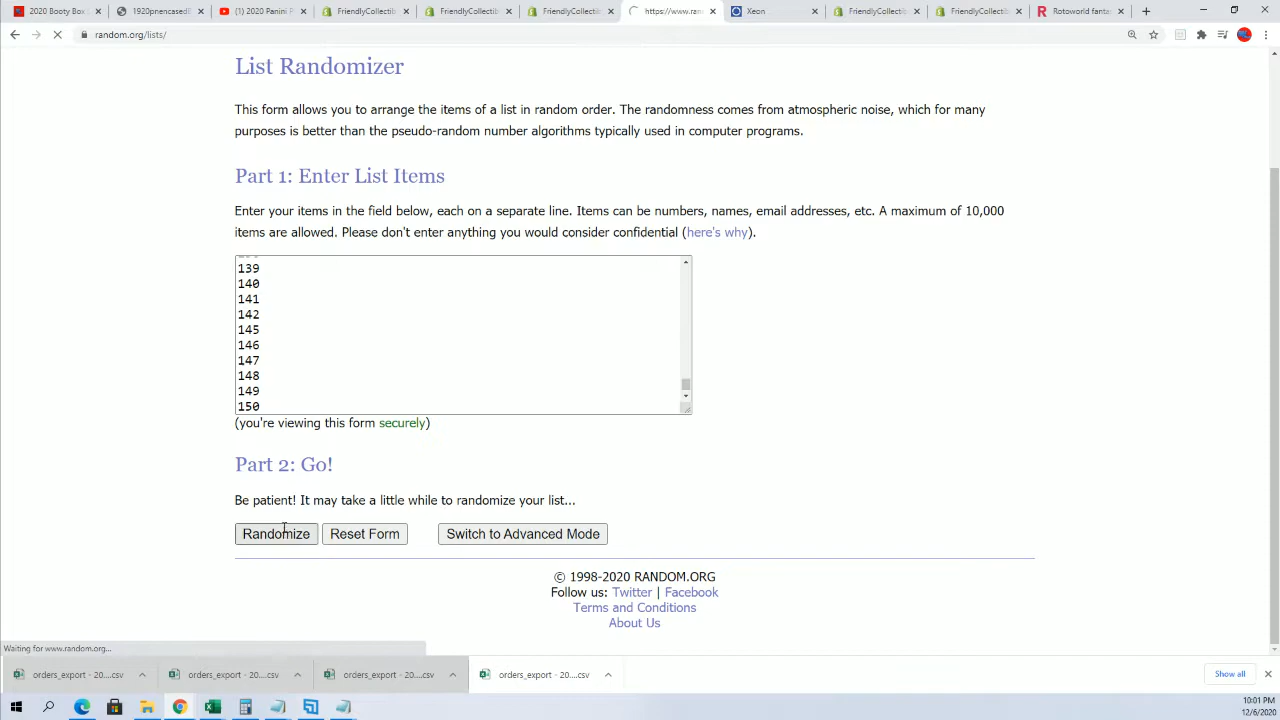 2020 Booty Box
1920pnencased
(1) 2020 Panini P
FriendlyCollectib
FriendlyCollectib
FriendlyCollectib
https://www.ran
Xeon
FriendlyCollectib
FriendlyCollectib
Rotoworld fanta
random.org/lists/
List Randomizer
This form allows you to arrange the items of a list in random order. The randomness comes from atmospheric noise, which for many
purposes is better than the pseudo-random number algorithms typically used in computer programs.
Part 1: Enter List Items
Enter your items in the field below, each on a separate line. Items can be numbers, names, email addresses, etc. A maximum of 10,000
items are allowed. Please don't enter anything you would consider confidential (here's why).
139
140
141
142
145
146
147
148
149
150
(you're viewing this form securely)
Part 2: Go!
Be patient! It may take a little while to randomize your list...
Randomize Reset Form Switch to Advanced Mode
© 1998-2020 RANDOM.ORG
Follow us: Twitter | Facebook
Terms and Conditions
About Us
Waiting for www.random.org...
orders_export - 20....csv
orders_export - 20....csv
orders_export - 20....csv
orders_export - 20....csv
Show all
10:01 PM
12/6/2020